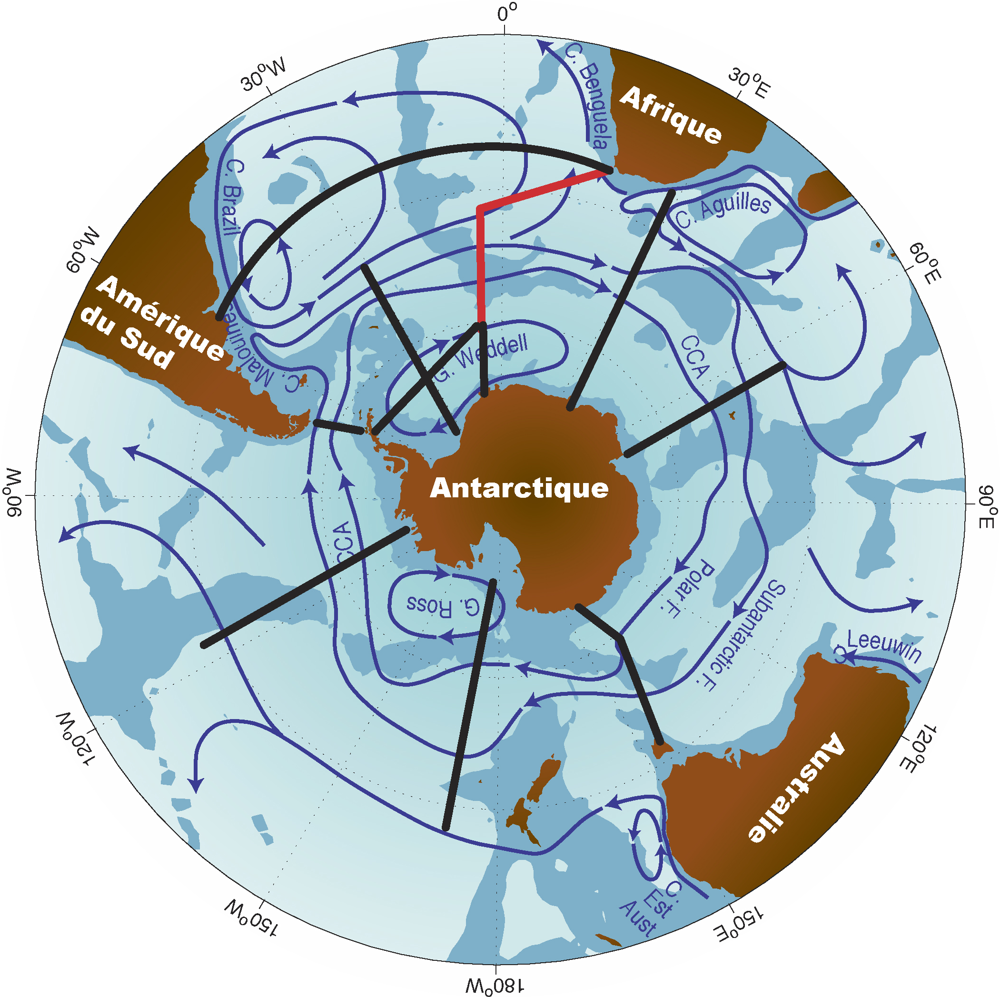 0°
30°W
30°E
C. Benguela
Afrique
C. Brazil
C. Aguilles
60°W
60°E
Amérique
du Sud
C. Malouines
G. Weddell
CCA
Antarctique
90°W
90°E
CCA
Polar F.
Subantarctic F.
G. Ross
C. Leeuwin
120°W
120°E
Australie
C.
Est.
Aust
150°W
150°E
180°W